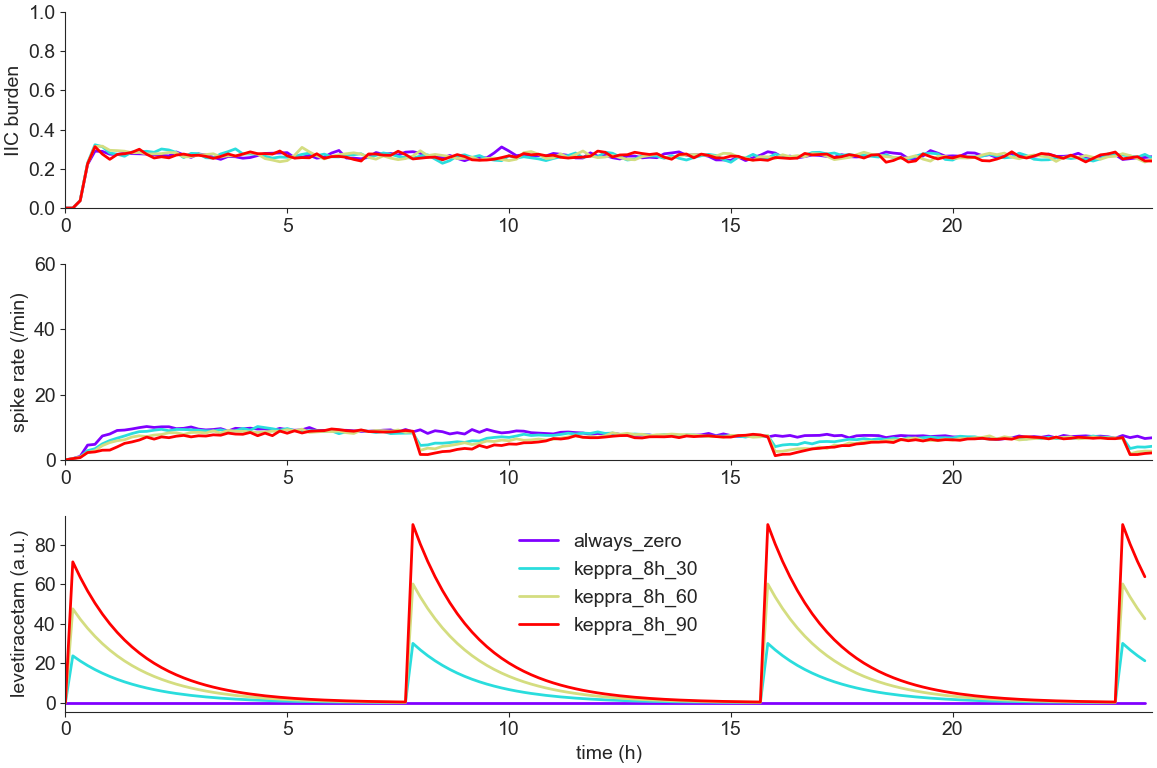 1.0
0.8
0.6
0.4
0.2
0.0
IIC burden
0 5 10 15 20
60
40
20
0
spike rate (/min)
0 5 10 15 20
80
60
40
20
0
levetiracetam (a.u.)
always_zero
keppra_8h_30
keppra_8h_60
keppra_8h_90
0 5 10 15 20
time (h)